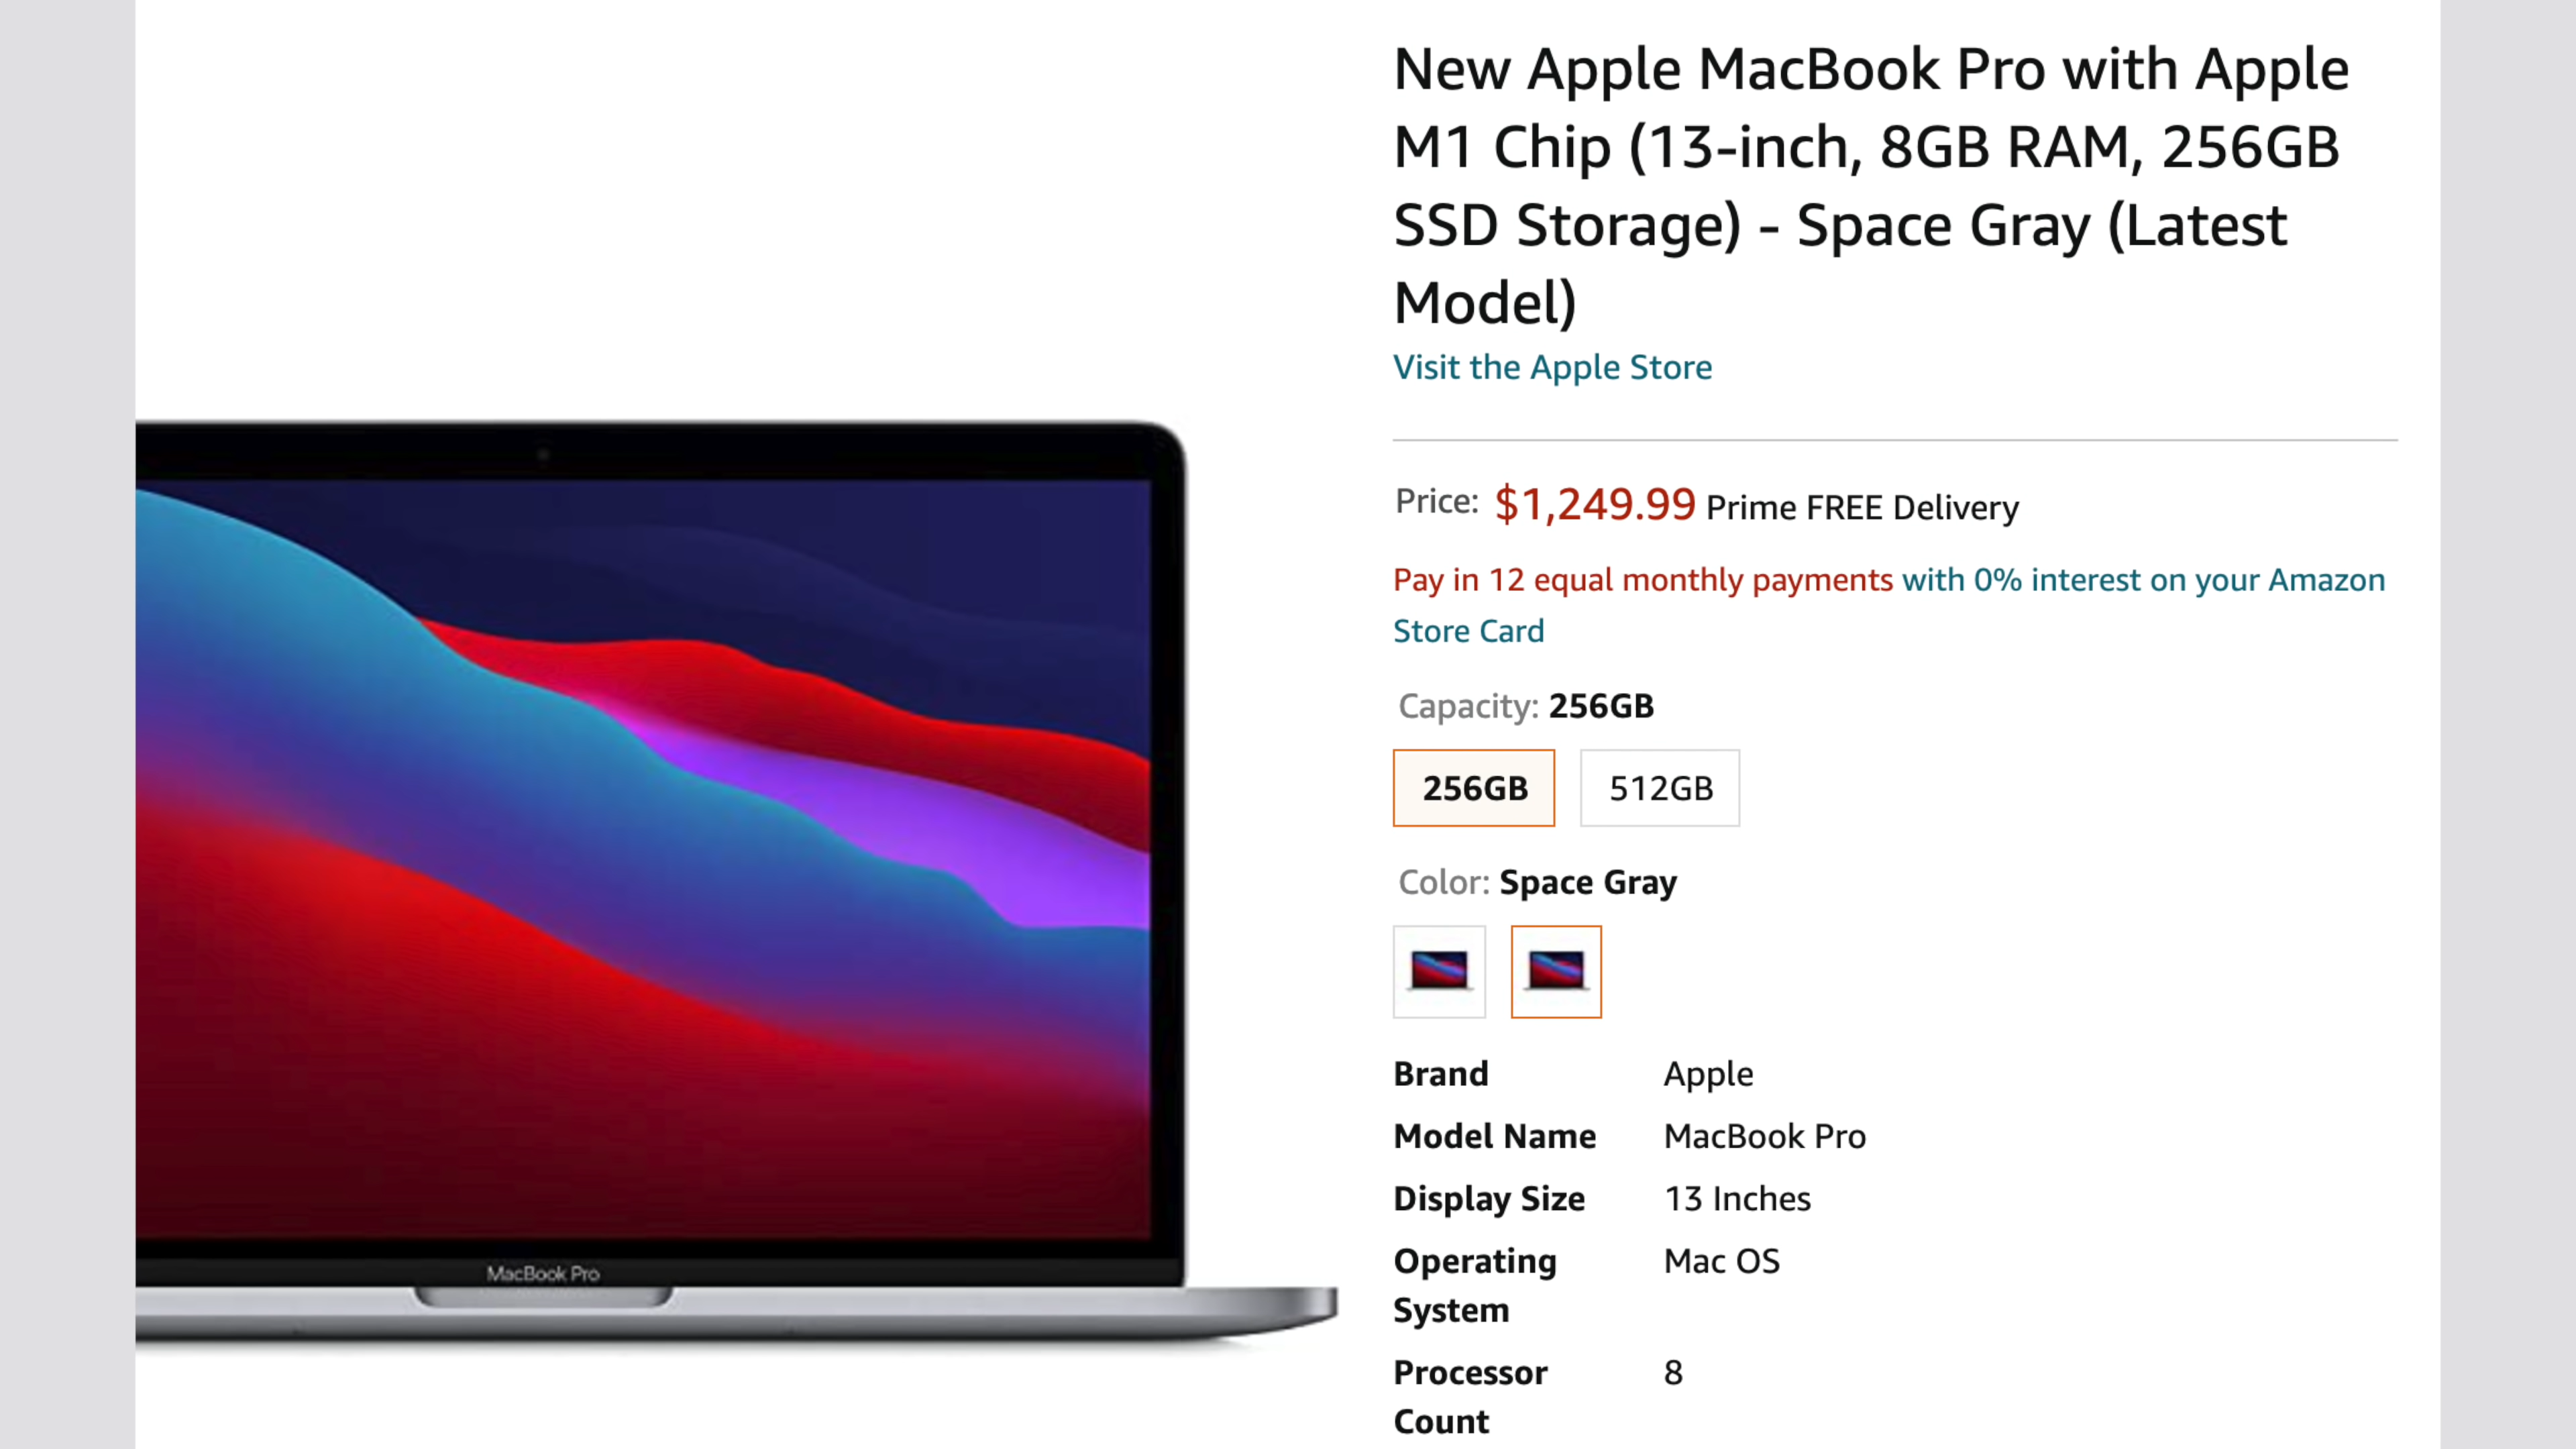 New Apple MacBook Pro with Apple
M1 Chip (13-inch, 8GB RAM, 256GB
SSD Storage) - Space Gray (Latest
Model)
Visit the Apple Store
Price: $1,249.99 Prime FREE Delivery
Pay in 12 equal monthly payments with 0% interest on your Amazon
Store Card
Capacity: 256GB
256GB 512GB
Color: Space Gray
Brand Apple
Model Name MacBook Pro
Display Size 13 Inches
Operating Mac OS
System
Processor 8
Count
MacBook Pro